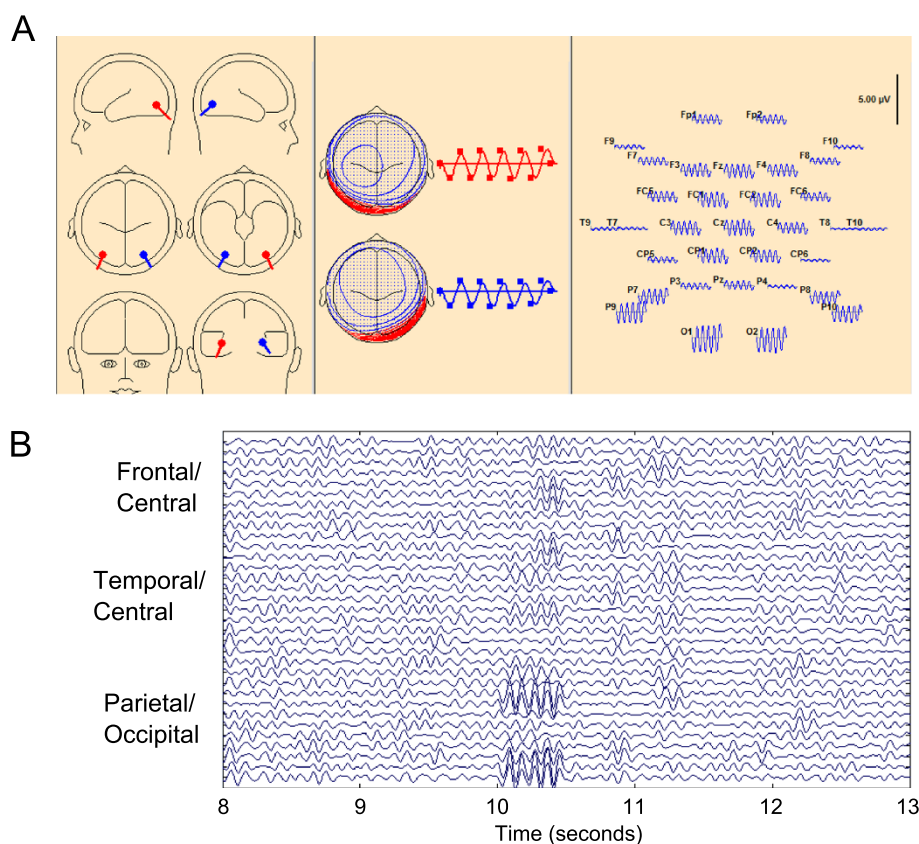 A
5.00 µV
Fp1 Fp2
F9 F10
F7 F8
F3 Fz F4
FC5 FC1 FC2 FC6
T9 T7 C3 Cz C4 T8 T10
CP5 CP1 CP2 CP6
P7 P3 Pz P4 P8
P9 P10
O1 O2
B
Frontal/
Central
Temporal/
Central
Parietal/
Occipital
8 9 10 11 12 13
Time (seconds)